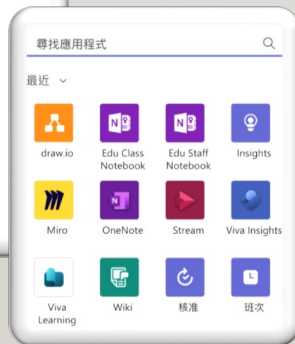 尋找應用程式
最近
draw.io
Edu Class Notebook
Edu Staff Notebook
Insights
Miro
OneNote
Stream
Viva Insights
Viva Learning
Wiki
核准
班次